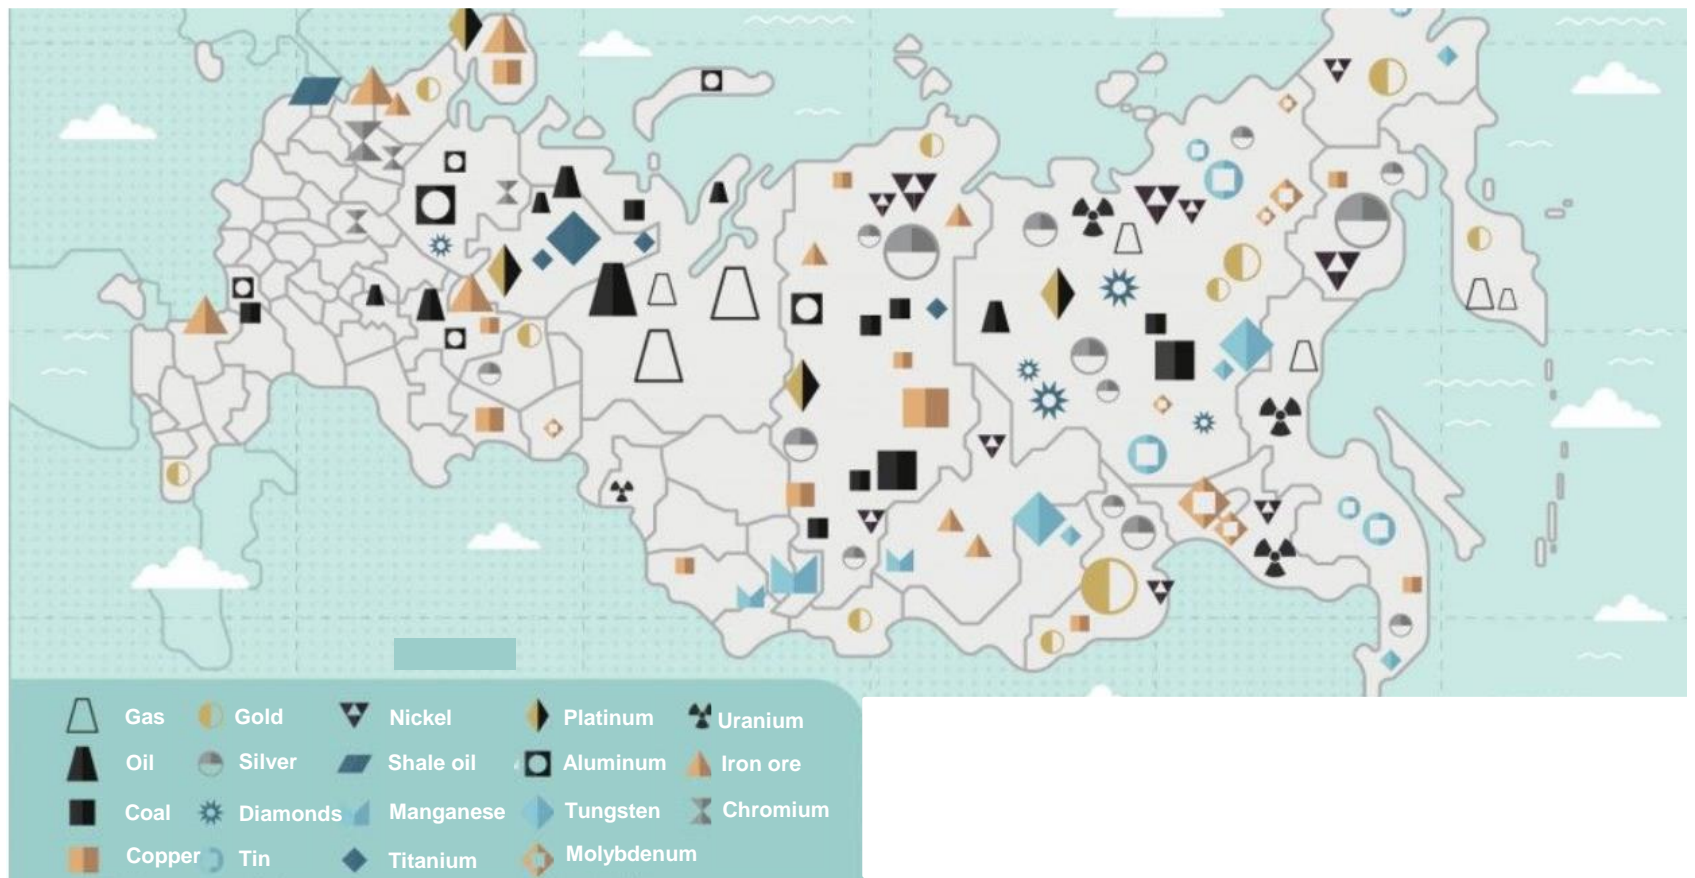 Gas Gold Nickel Platinum Uranium
Oil Silver Shale oil Aluminum Iron ore
Coal Diamonds Manganese Tungsten Chromium
Copper Tin Titanium Molybdenum